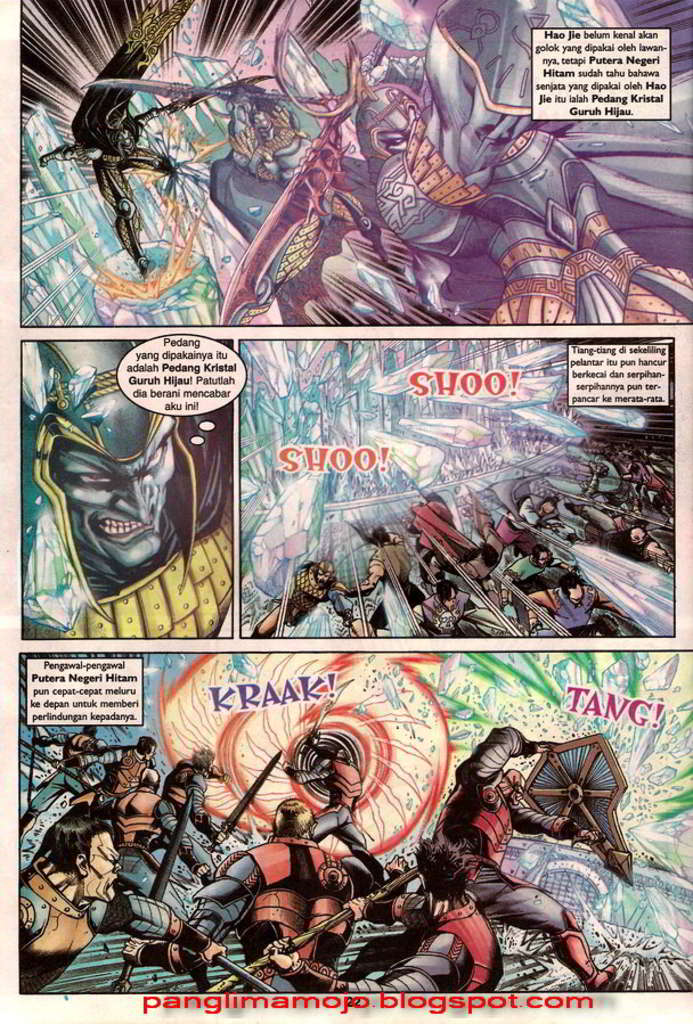 Hao Jie belum kenal akan
golok yang dipakai oleh lawan-
nya, tetapi Putera Negeri
Hitam sudah tahu bahawa
senjata yang dipakai oleh Hao
Jie itu ialah Pedang Kristal
Guruh Hijau.
Pedang
yang dipakainya itu
adalah Pedang Kristal
Guruh Hijau! Patutlah
dia berani mencabar
aku ini!
Tiang-tiang di sekeliling
pelantar itu pun hancur
berkecai dan serpihan-
serpihannya pun ter-
pancar ke merata-rata.
SHOO!
SHOO!
Pengawal-pengawal
Putera Negeri Hitam
pun cepat-cepat meluru
ke depan untuk memberi
perlindungan kepadanya.
KRAAK!
TANG!
22
panglimamojo.blogspot.com